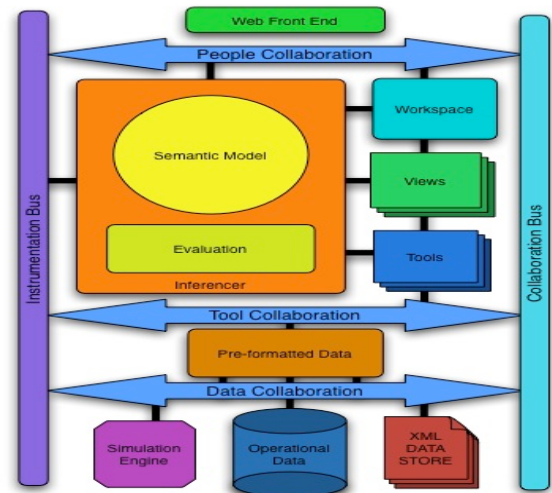 Web Front End
People Collaboration
Instrumentation Bus
Collaboration Bus
Semantic Model
Workspace
Views
Evaluation
Tools
Inferencer
Tool Collaboration
Pre-formatted Data
Data Collaboration
Simulation
Engine
Operational
Data
XML
DATA
STORE